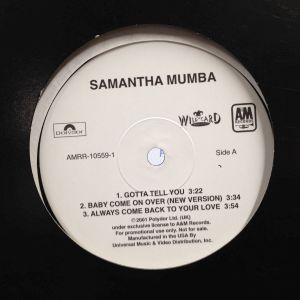 SAMANTHA MUMBA
Polydor
WILDCARD
A&M
RECORDS
AMRR-10559-1
Side A
1. GOTTA TELL YOU 3:22
2. BABY COME ON OVER (NEW VERSION) 3:34
3. ALWAYS COME BACK TO YOUR LOVE 3:54
℗ 2001 Polydor Ltd. (UK)
under exclusive license to A&M Records.
For promotional use only. Not for sale.
Manufactured in the USA By
Universal Music & Video Distribution, Inc.